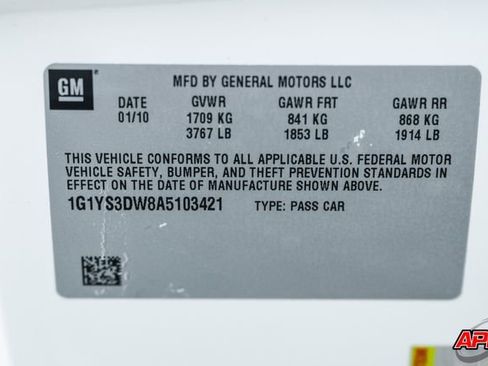 GM
MFD BY GENERAL MOTORS LLC
DATE GVWR GAWR FRT GAWR RR
01/10 1709 KG 841 KG 868 KG
3767 LB 1853 LB 1914 LB
THIS VEHICLE CONFORMS TO ALL APPLICABLE U.S. FEDERAL MOTOR
VEHICLE SAFETY, BUMPER, AND THEFT PREVENTION STANDARDS IN
EFFECT ON THE DATE OF MANUFACTURE SHOWN ABOVE.
1G1YS3DW8A5103421 TYPE: PASS CAR